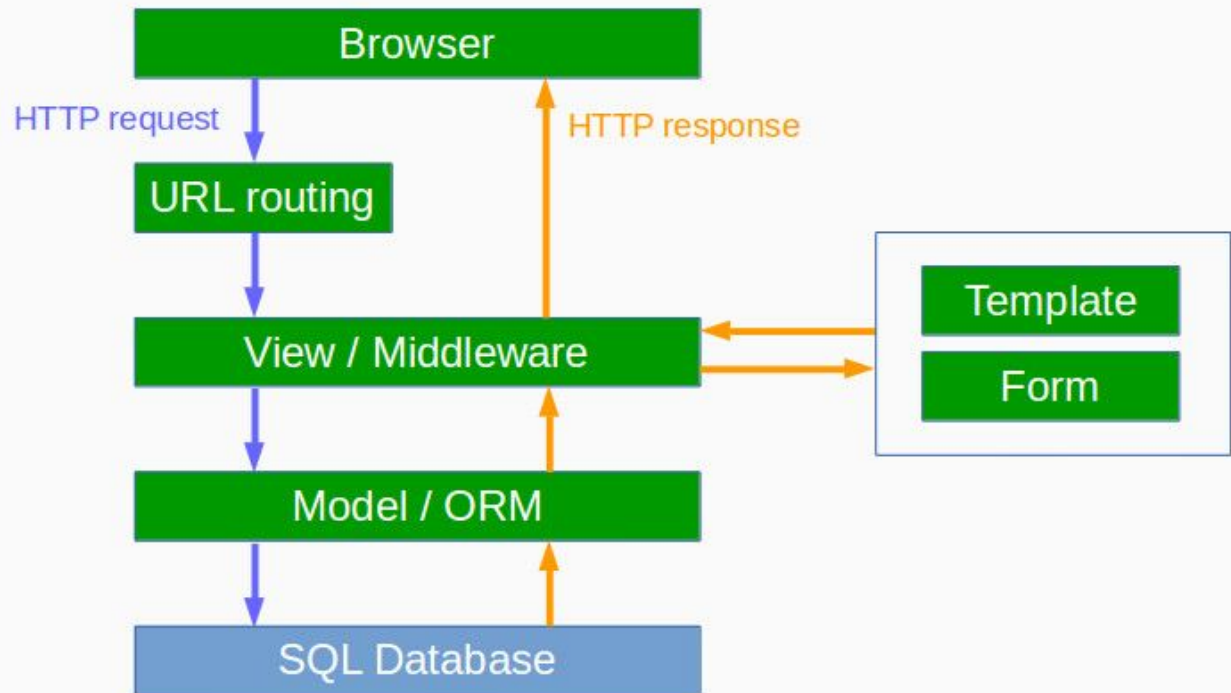 Browser
HTTP request
HTTP response
URL routing
Template
View / Middleware
Form
Model / ORM
SQL Database